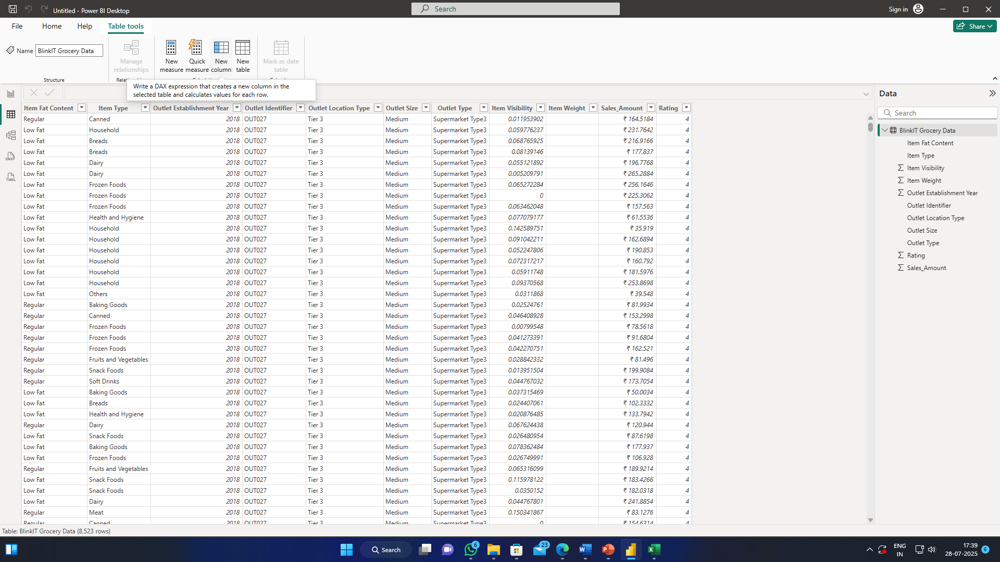 Untitled - Power BI Desktop
Search
Sign in
File Home Help Table tools
Share
Name BlinkIT Grocery Data
Manage relationships
New measure
Quick measure
New column
New table
Mark as date table
Structure
Write a DAX expression that creates a new column in the
selected table and calculates values for each row.
Item Fat Content Item Type Outlet Establishment Year Outlet Identifier Outlet Location Type Outlet Size Outlet Type Item Visibility Item Weight Sales_Amount Rating
Regular Canned 2018 OUT027 Tier 3 Medium Supermarket Type3 0.011953902 ₹ 164.5184 4
Low Fat Household 2018 OUT027 Tier 3 Medium Supermarket Type3 0.059776237 ₹ 231.7642 4
Low Fat Breads 2018 OUT027 Tier 3 Medium Supermarket Type3 0.068765925 ₹ 216.9166 4
Low Fat Breads 2018 OUT027 Tier 3 Medium Supermarket Type3 0.08139146 ₹ 177.837 4
Low Fat Dairy 2018 OUT027 Tier 3 Medium Supermarket Type3 0.055121892 ₹ 196.7768 4
Low Fat Dairy 2018 OUT027 Tier 3 Medium Supermarket Type3 0.005209791 ₹ 265.2884 4
Low Fat Frozen Foods 2018 OUT027 Tier 3 Medium Supermarket Type3 0.065272284 ₹ 256.1646 4
Low Fat Frozen Foods 2018 OUT027 Tier 3 Medium Supermarket Type3 0 ₹ 225.3062 4
Low Fat Frozen Foods 2018 OUT027 Tier 3 Medium Supermarket Type3 0.063462048 ₹ 157.563 4
Low Fat Health and Hygiene 2018 OUT027 Tier 3 Medium Supermarket Type3 0.077079177 ₹ 61.5536 4
Low Fat Household 2018 OUT027 Tier 3 Medium Supermarket Type3 0.142589751 ₹ 35.919 4
Low Fat Household 2018 OUT027 Tier 3 Medium Supermarket Type3 0.091042211 ₹ 162.6894 4
Low Fat Household 2018 OUT027 Tier 3 Medium Supermarket Type3 0.052247806 ₹ 190.853 4
Low Fat Household 2018 OUT027 Tier 3 Medium Supermarket Type3 0.072317217 ₹ 160.792 4
Low Fat Household 2018 OUT027 Tier 3 Medium Supermarket Type3 0.05911748 ₹ 181.5976 4
Low Fat Household 2018 OUT027 Tier 3 Medium Supermarket Type3 0.09370568 ₹ 253.8698 4
Low Fat Others 2018 OUT027 Tier 3 Medium Supermarket Type3 0.0311868 ₹ 39.548 4
Regular Baking Goods 2018 OUT027 Tier 3 Medium Supermarket Type3 0.02524761 ₹ 81.9934 4
Regular Canned 2018 OUT027 Tier 3 Medium Supermarket Type3 0.046408928 ₹ 153.2998 4
Regular Frozen Foods 2018 OUT027 Tier 3 Medium Supermarket Type3 0.00799548 ₹ 78.5618 4
Regular Frozen Foods 2018 OUT027 Tier 3 Medium Supermarket Type3 0.041273391 ₹ 91.6804 4
Regular Frozen Foods 2018 OUT027 Tier 3 Medium Supermarket Type3 0.042270751 ₹ 162.521 4
Regular Fruits and Vegetables 2018 OUT027 Tier 3 Medium Supermarket Type3 0.028842332 ₹ 81.496 4
Regular Snack Foods 2018 OUT027 Tier 3 Medium Supermarket Type3 0.013951504 ₹ 199.9084 4
Regular Soft Drinks 2018 OUT027 Tier 3 Medium Supermarket Type3 0.044767032 ₹ 173.7054 4
Low Fat Baking Goods 2018 OUT027 Tier 3 Medium Supermarket Type3 0.037315469 ₹ 50.0034 4
Low Fat Breads 2018 OUT027 Tier 3 Medium Supermarket Type3 0.024407061 ₹ 102.3332 4
Low Fat Health and Hygiene 2018 OUT027 Tier 3 Medium Supermarket Type3 0.020876485 ₹ 133.7942 4
Regular Dairy 2018 OUT027 Tier 3 Medium Supermarket Type3 0.067624438 ₹ 120.944 4
Low Fat Snack Foods 2018 OUT027 Tier 3 Medium Supermarket Type3 0.026480954 ₹ 87.6198 4
Low Fat Baking Goods 2018 OUT027 Tier 3 Medium Supermarket Type3 0.078362484 ₹ 177.937 4
Low Fat Frozen Foods 2018 OUT027 Tier 3 Medium Supermarket Type3 0.026749991 ₹ 106.928 4
Regular Fruits and Vegetables 2018 OUT027 Tier 3 Medium Supermarket Type3 0.065316099 ₹ 189.9214 4
Low Fat Snack Foods 2018 OUT027 Tier 3 Medium Supermarket Type3 0.115978122 ₹ 183.4266 4
Low Fat Snack Foods 2018 OUT027 Tier 3 Medium Supermarket Type3 0.0350152 ₹ 182.0318 4
Low Fat Dairy 2018 OUT027 Tier 3 Medium Supermarket Type3 0.044767801 ₹ 241.8854 4
Regular Meat 2018 OUT027 Tier 3 Medium Supermarket Type3 0.150341867 ₹ 83.1276 4
Regular Canned 2018 OUT027 Tier 3 Medium Supermarket Type3 0 ₹ 154.6314 4
Data
Search
BlinkIT Grocery Data
Item Fat Content
Item Type
Item Visibility
Item Weight
Outlet Establishment Year
Outlet Identifier
Outlet Location Type
Outlet Size
Outlet Type
Rating
Sales_Amount
DAX
TMDL
Table: BlinkIT Grocery Data (8,523 rows)
Search
6
23
ENG
IN
17:39
28-07-2025
6